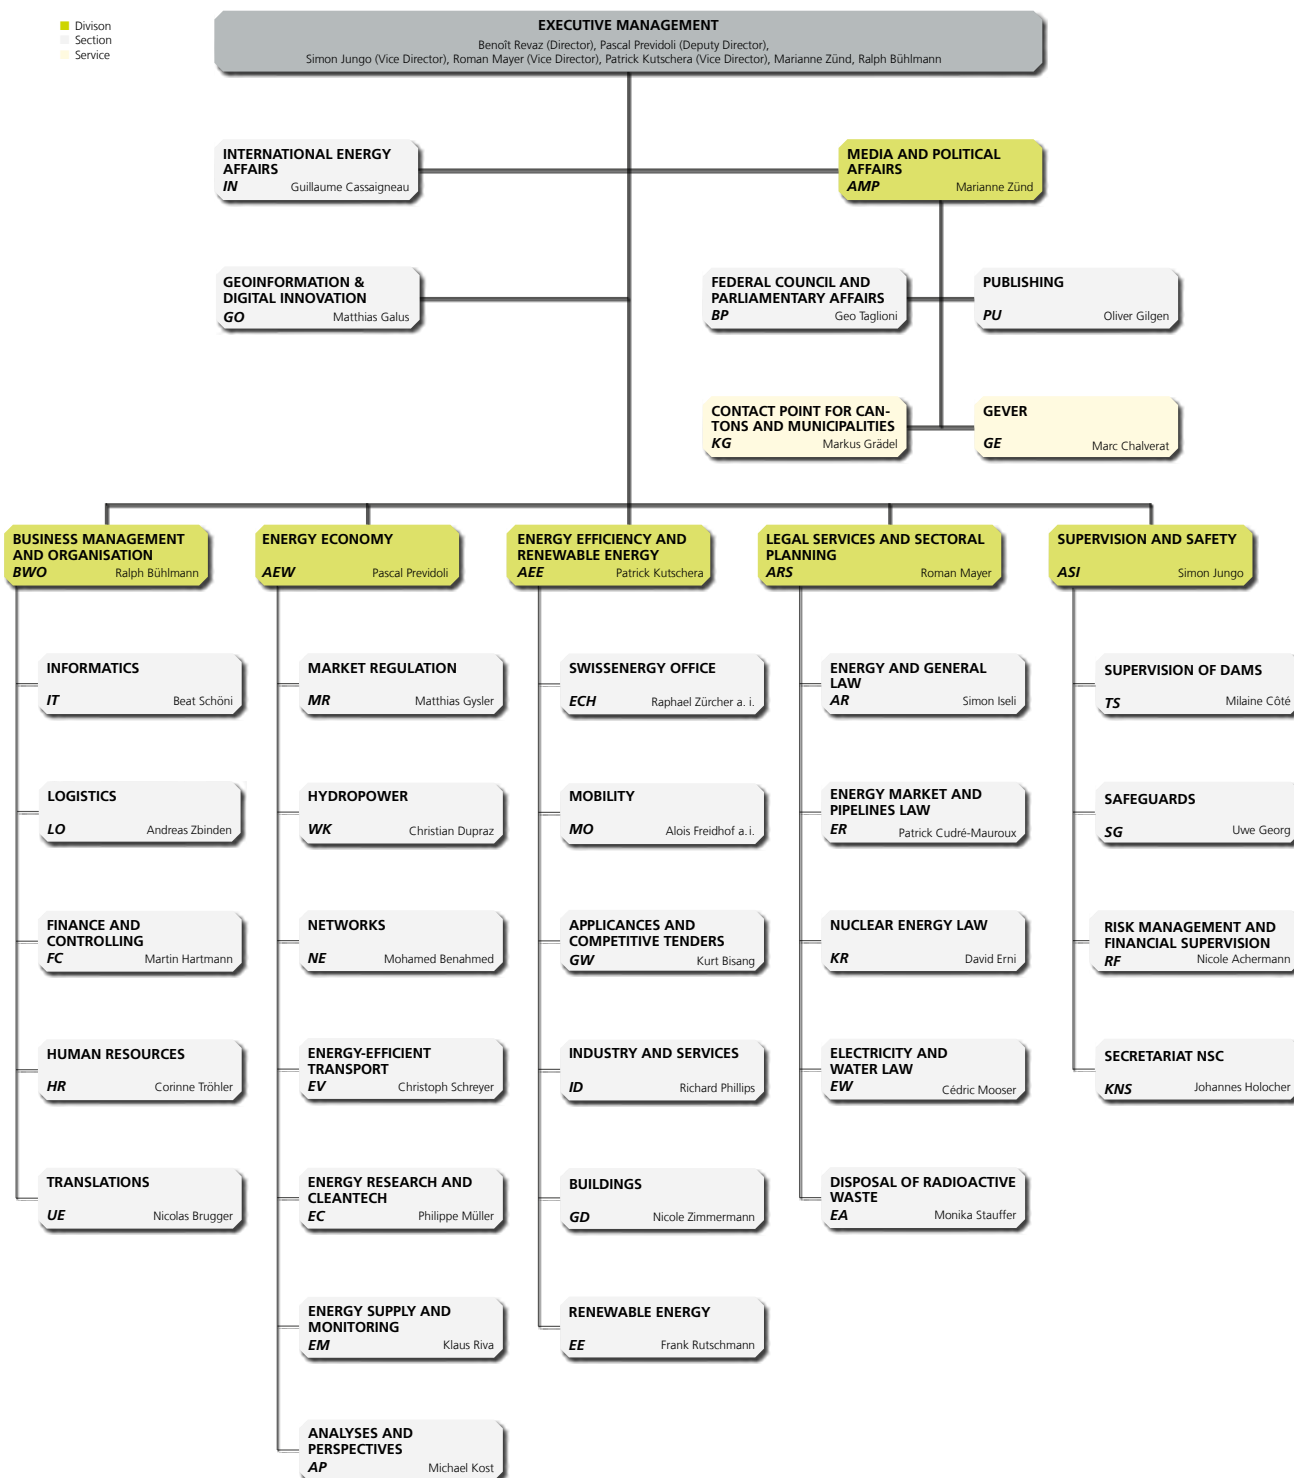 Divison
Section
Service
EXECUTIVE MANAGEMENT
Benoît Revaz (Director), Pascal Previdoli (Deputy Director),
Simon Jungo (Vice Director), Roman Mayer (Vice Director), Patrick Kutschera (Vice Director), Marianne Zünd, Ralph Bühlmann
INTERNATIONAL ENERGY
AFFAIRS
IN Guillaume Cassaigneau
MEDIA AND POLITICAL
AFFAIRS
AMP Marianne Zünd
GEOINFORMATION &
DIGITAL INNOVATION
GO Matthias Galus
FEDERAL COUNCIL AND
PARLIAMENTARY AFFAIRS
BP Geo Taglioni
PUBLISHING
PU Oliver Gilgen
CONTACT POINT FOR CAN-
TONS AND MUNICIPALITIES
KG Markus Grädel
GEVER
GE Marc Chalverat
BUSINESS MANAGEMENT
AND ORGANISATION
BWO Ralph Bühlmann
ENERGY ECONOMY
AEW Pascal Previdoli
ENERGY EFFICIENCY AND
RENEWABLE ENERGY
AEE Patrick Kutschera
LEGAL SERVICES AND SECTORAL
PLANNING
ARS Roman Mayer
SUPERVISION AND SAFETY
ASI Simon Jungo
INFORMATICS
IT Beat Schöni
LOGISTICS
LO Andreas Zbinden
FINANCE AND
CONTROLLING
FC Martin Hartmann
HUMAN RESOURCES
HR Corinne Tröhler
TRANSLATIONS
UE Nicolas Brugger
MARKET REGULATION
MR Matthias Gysler
HYDROPOWER
WK Christian Dupraz
NETWORKS
NE Mohamed Benahmed
ENERGY-EFFICIENT
TRANSPORT
EV Christoph Schreyer
ENERGY RESEARCH AND
CLEANTECH
EC Philippe Müller
ENERGY SUPPLY AND
MONITORING
EM Klaus Riva
ANALYSES AND
PERSPECTIVES
AP Michael Kost
SWISSENERGY OFFICE
ECH Raphael Zürcher a. i.
MOBILITY
MO Alois Freidhof a. i.
APPLICANCES AND
COMPETITIVE TENDERS
GW Kurt Bisang
INDUSTRY AND SERVICES
ID Richard Phillips
BUILDINGS
GD Nicole Zimmermann
RENEWABLE ENERGY
EE Frank Rutschmann
ENERGY AND GENERAL
LAW
AR Simon Iseli
ENERGY MARKET AND
PIPELINES LAW
ER Patrick Cudré-Mauroux
NUCLEAR ENERGY LAW
KR David Erni
ELECTRICITY AND
WATER LAW
EW Cédric Mooser
DISPOSAL OF RADIOACTIVE
WASTE
EA Monika Stauffer
SUPERVISION OF DAMS
TS Milaine Côté
SAFEGUARDS
SG Uwe Georg
RISK MANAGEMENT AND
FINANCIAL SUPERVISION
RF Nicole Achermann
SECRETARIAT NSC
KNS Johannes Holocher